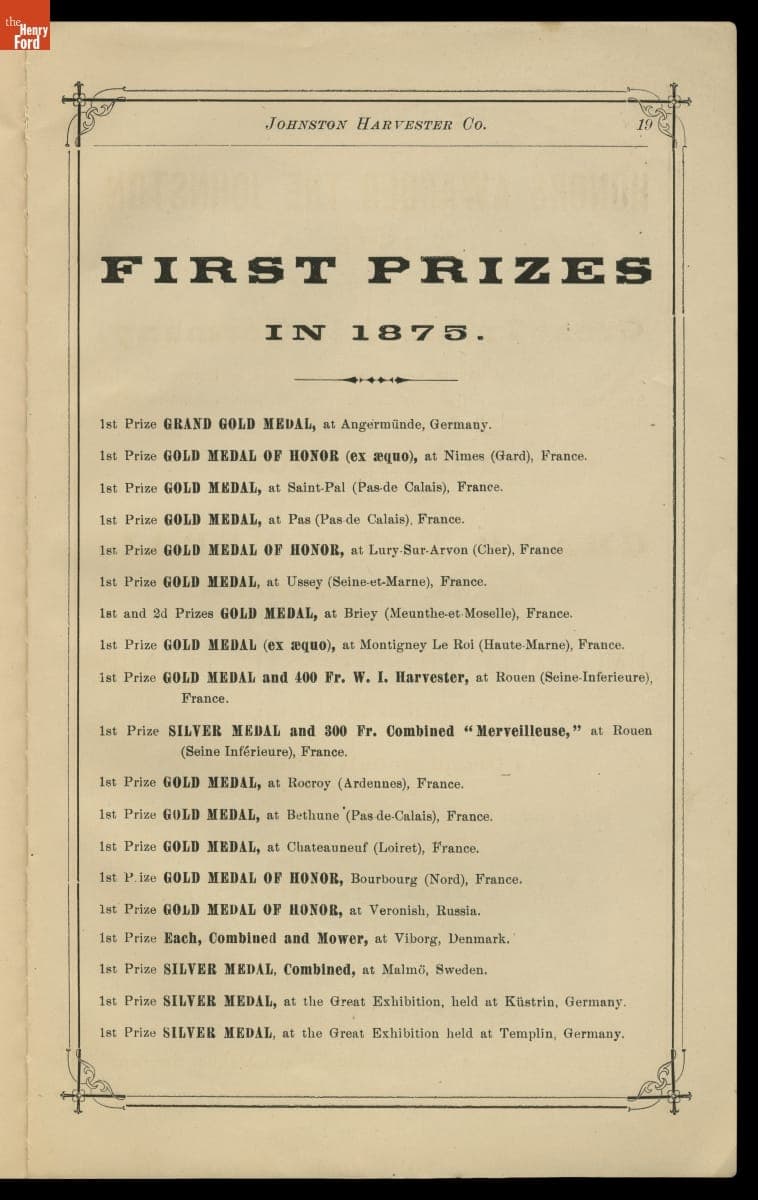 the
Henry
Ford
JOHNSTON HARVESTER CO. 19
FIRST PRIZES
IN 1875.
1st Prize GRAND GOLD MEDAL, at Angermünde, Germany.
1st Prize GOLD MEDAL OF HONOR (ex æquo), at Nimes (Gard), France.
1st Prize GOLD MEDAL, at Saint-Pal (Pas-de Calais), France.
1st Prize GOLD MEDAL, at Pas (Pas-de Calais), France.
1st Prize GOLD MEDAL OF HONOR, at Lury-Sur-Arvon (Cher), France
1st Prize GOLD MEDAL, at Ussey (Seine-et-Marne), France.
1st and 2d Prizes GOLD MEDAL, at Briey (Meunthe-et-Moselle), France.
1st Prize GOLD MEDAL (ex æquo), at Montigney Le Roi (Haute-Marne), France.
1st Prize GOLD MEDAL and 400 Fr. W. I. Harvester, at Rouen (Seine-Inferieure),
France.
1st Prize SILVER MEDAL and 300 Fr. Combined “Merveilleuse,” at Rouen
(Seine Inférieure), France.
1st Prize GOLD MEDAL, at Rocroy (Ardennes), France.
1st Prize GOLD MEDAL, at Bethune (Pas-de-Calais), France.
1st Prize GOLD MEDAL, at Chateauneuf (Loiret), France.
1st P.ize GOLD MEDAL OF HONOR, Bourbourg (Nord), France.
1st Prize GOLD MEDAL OF HONOR, at Veronish, Russia.
1st Prize Each, Combined and Mower, at Viborg, Denmark.
1st Prize SILVER MEDAL, Combined, at Malmö, Sweden.
1st Prize SILVER MEDAL, at the Great Exhibition, held at Küstrin, Germany.
1st Prize SILVER MEDAL, at the Great Exhibition held at Templin, Germany.